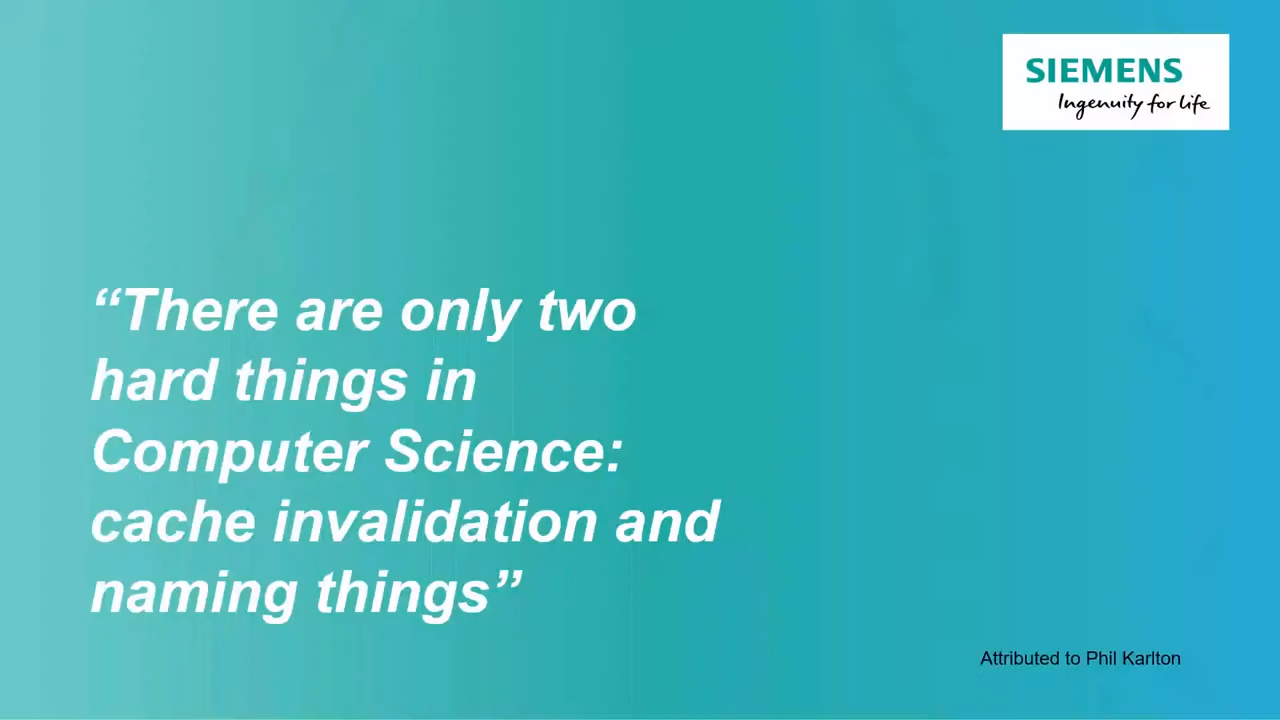 SIEMENS
Ingenuity for life
“There are only two
hard things in
Computer Science:
cache invalidation and
naming things”
Attributed to Phil Karlton